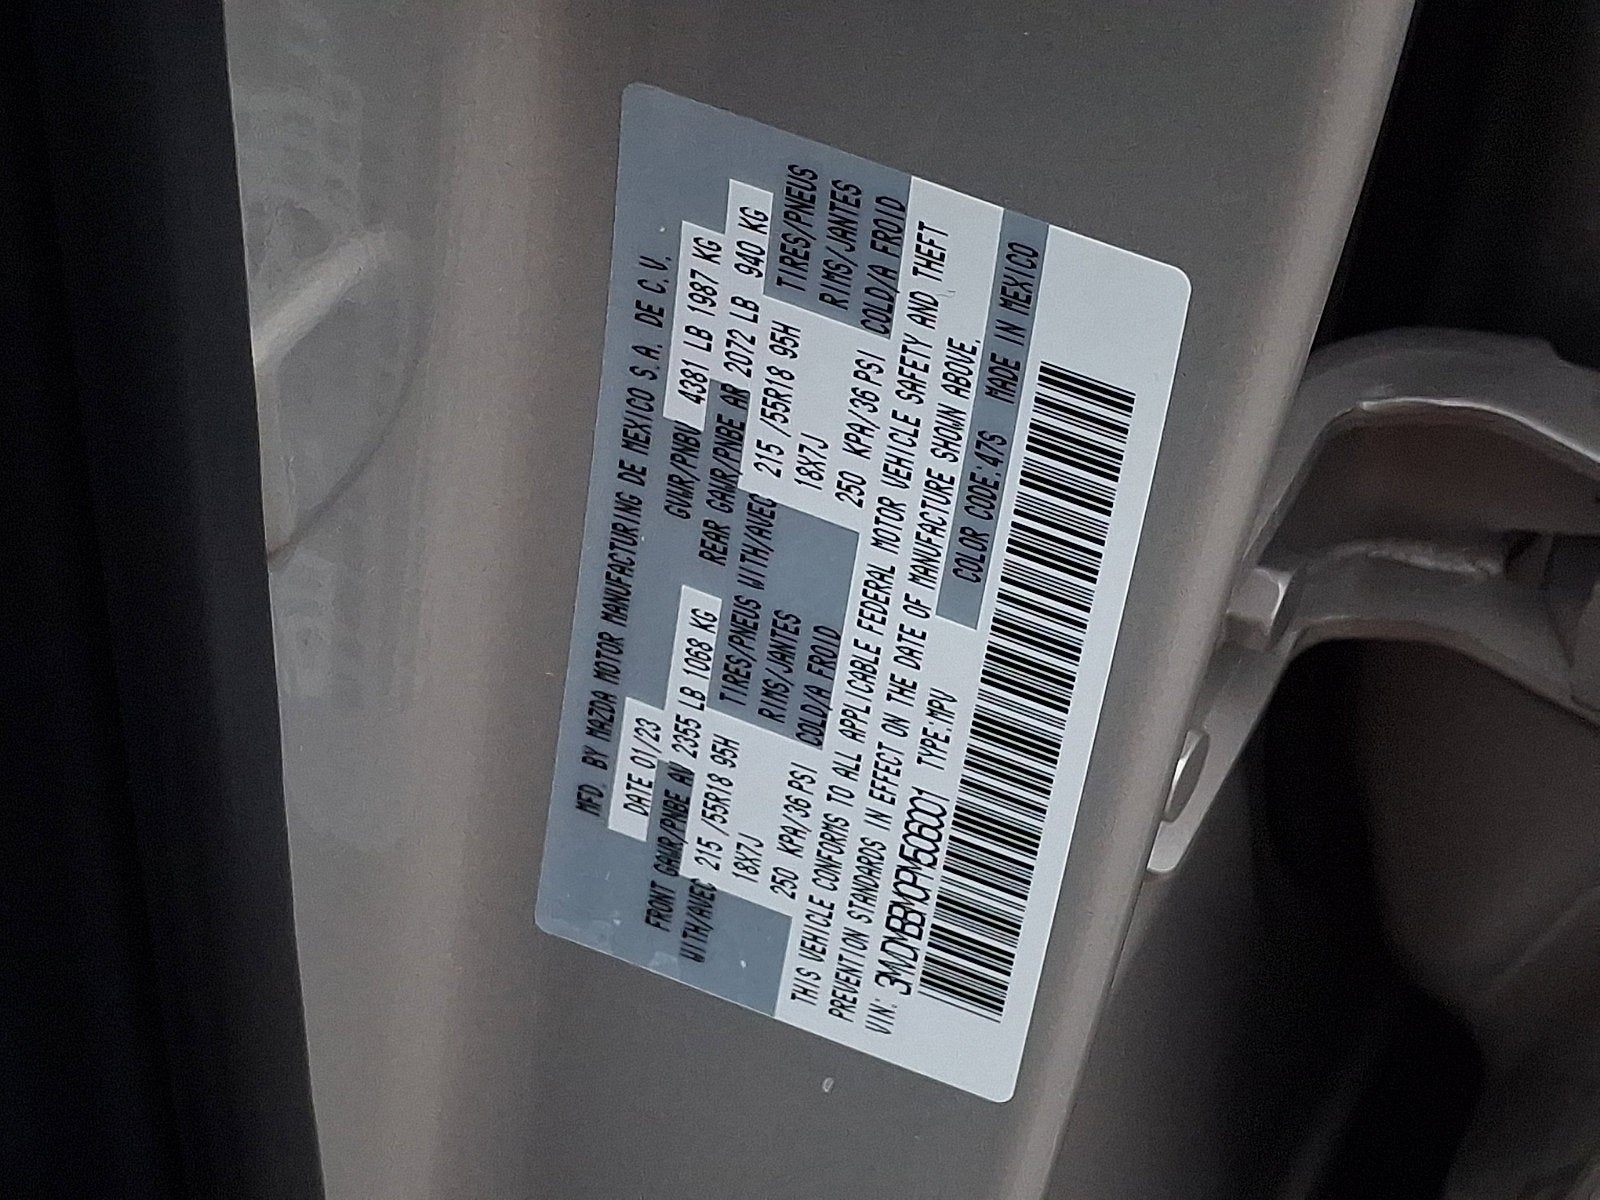 MFD. BY MAZDA MOTOR MANUFACTURING DE MEXICO S.A. DE C.V.
DATE 01/23 GVWR/PNBV 4381 LB 1987 KG
FRONT GAWR/PNBE AV 2355 LB 1068 KG REAR GAWR/PNBE AR 2072 LB 940 KG
WITH/AVEC 215 /55R18 95H TIRES/PNEUS WITH/AVEC 215 /55R18 95H TIRES/PNEUS
18X7J RIMS/JANTES 18X7J RIMS/JANTES
250 KPA/36 PSI COLD/A FROID 250 KPA/36 PSI COLD/A FROID
THIS VEHICLE CONFORMS TO ALL APPLICABLE FEDERAL MOTOR VEHICLE SAFETY AND THEFT
PREVENTION STANDARDS IN EFFECT ON THE DATE OF MANUFACTURE SHOWN ABOVE.
VIN: 3MVDMBBM0PM506001 TYPE:MPV COLOR CODE:47S MADE IN MEXICO